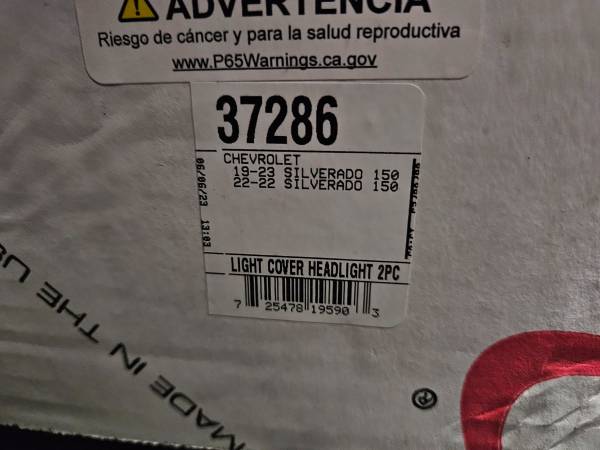 ADVERTENCIA
Riesgo de cáncer y para la salud reproductiva
www.P65Warnings.ca.gov
37286
CHEVROLET
19-23 SILVERADO 150
22-22 SILVERADO 150
06/06/23 13:03
LIGHT COVER HEADLIGHT 2PC
7 25478 19590 3
MADE IN THE US
®